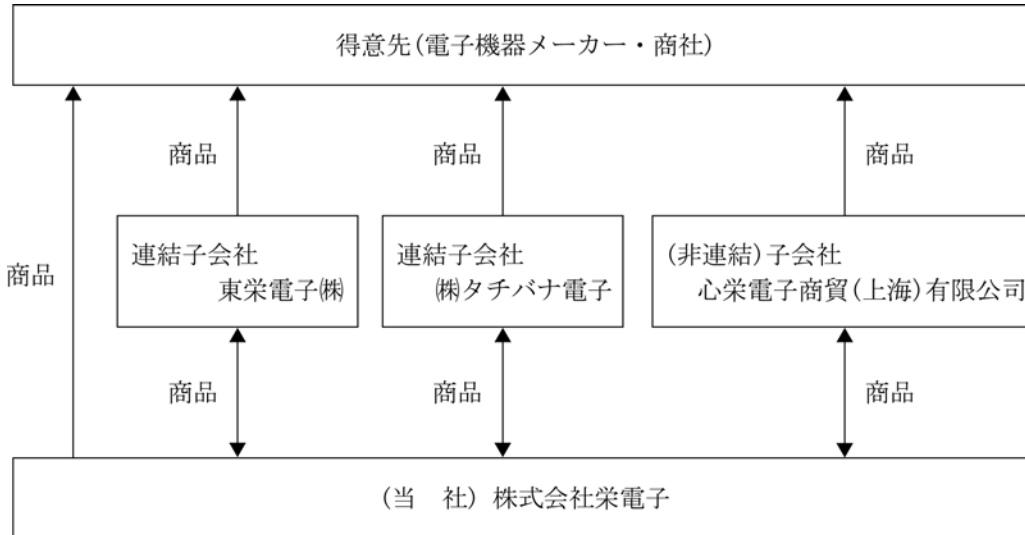 得意先(電子機器メーカー・商社)
商品
商品
商品
商品
連結子会社
東栄電子㈱
連結子会社
㈱タチバナ電子
(非連結)子会社
心栄電子商貿(上海)有限公司
商品
商品
商品
(当　社) 株式会社栄電子